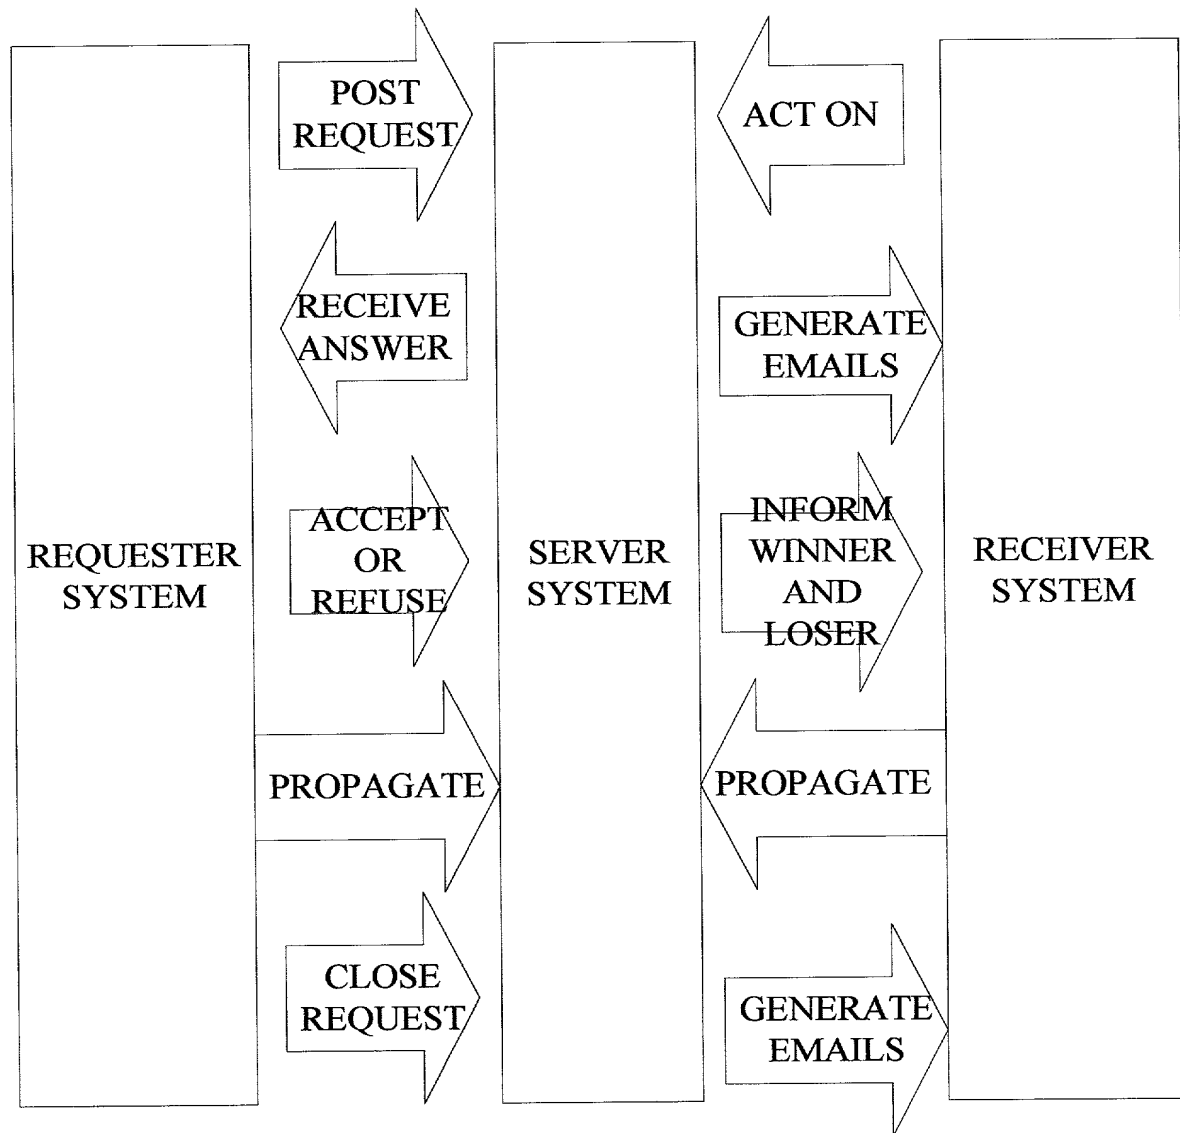 POST
REQUEST
ACT ON
RECEIVE
ANSWER
GENERATE
EMAILS
REQUESTER
SYSTEM
ACCEPT
OR
REFUSE
SERVER
SYSTEM
INFORM
WINNER
AND
LOSER
RECEIVER
SYSTEM
PROPAGATE
PROPAGATE
CLOSE
REQUEST
GENERATE
EMAILS